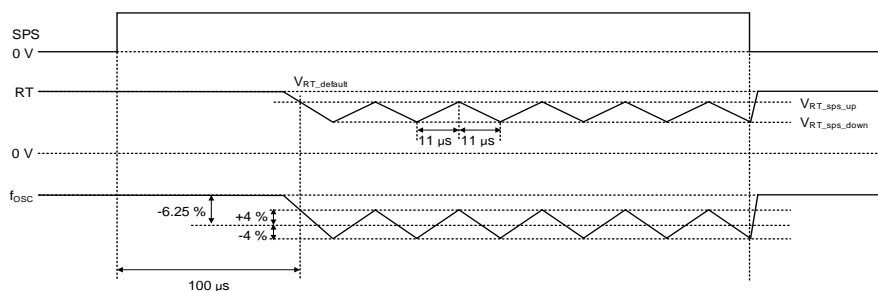 SPS
0 V
RT
V_RT_default
V_RT_sps_up
V_RT_sps_down
11 µs
11 µs
0 V
f_OSC
-6.25 %
+4 %
-4 %
100 µs